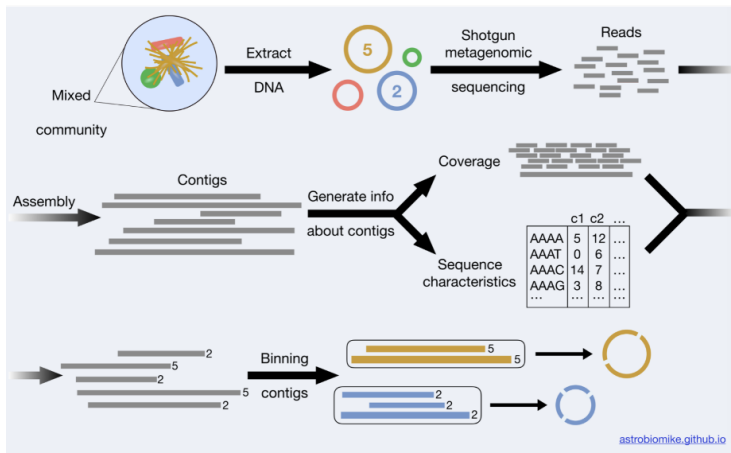 Mixed
community
Extract
DNA
5
2
Shotgun
metagenomic
sequencing
Reads
Assembly
Contigs
Generate info
about contigs
Coverage
Sequence
characteristics
c1 c2 ...
AAAA 5 12 ...
AAAT 0 6 ...
AAAC 14 7 ...
AAAG 3 8 ...
... ... ... ...
2
5
2
5
2
Binning
contigs
5
5
2
2
2
astrobiomike.github.io